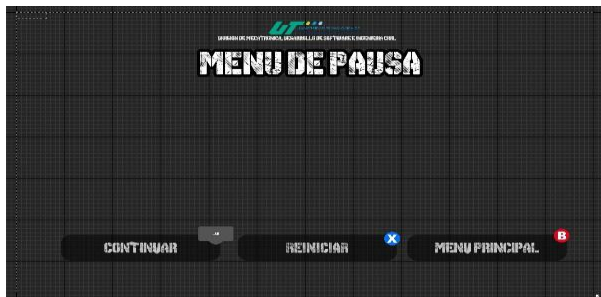 UT
DIVISION DE MECATRONICA, DESARROLLO DE SOFTWARE E INGENIERIA CIVIL
MENU DE PAUSA
CONTINUAR
REINICIAR
X
MENU PRINCIPAL
B